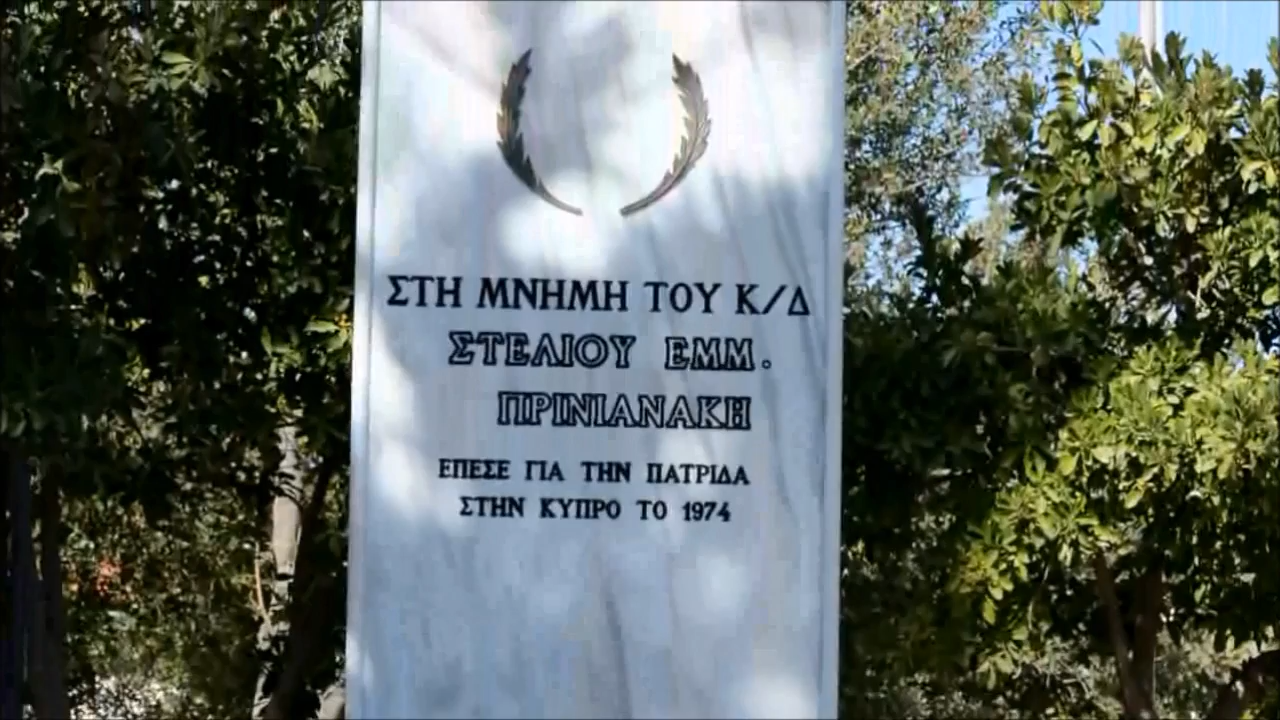 ΣΤΗ ΜΝΗΜΗ ΤΟΥ Κ/Δ
ΣΤΕΛΙΟΥ ΕΜΜ.
ΠΡΙΝΙΑΝΑΚΗ
ΕΠΕΣΕ ΓΙΑ ΤΗΝ ΠΑΤΡΙΔΑ
ΣΤΗΝ ΚΥΠΡΟ ΤΟ 1974